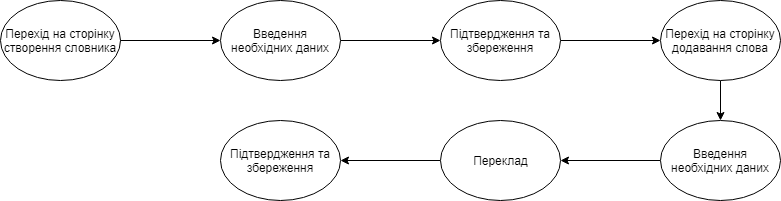 Перехід на сторінку
створення словника
Введення
необхідних даних
Підтвердження та
збереження
Перехід на сторінку
додавання слова
Введення
необхідних даних
Переклад
Підтвердження та
збереження